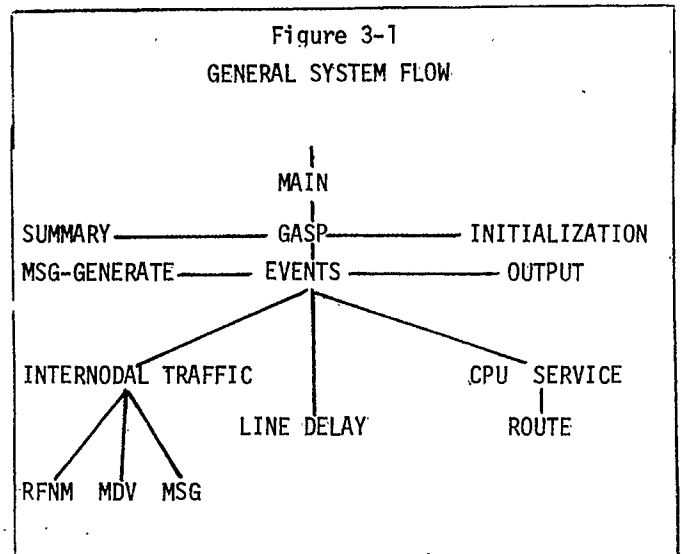 Figure 3-1
GENERAL SYSTEM FLOW
MAIN
SUMMARY GASP INITIALIZATION
MSG-GENERATE EVENTS OUTPUT
INTERNODAL TRAFFIC CPU SERVICE
LINE DELAY ROUTE
RFNM MDV MSG